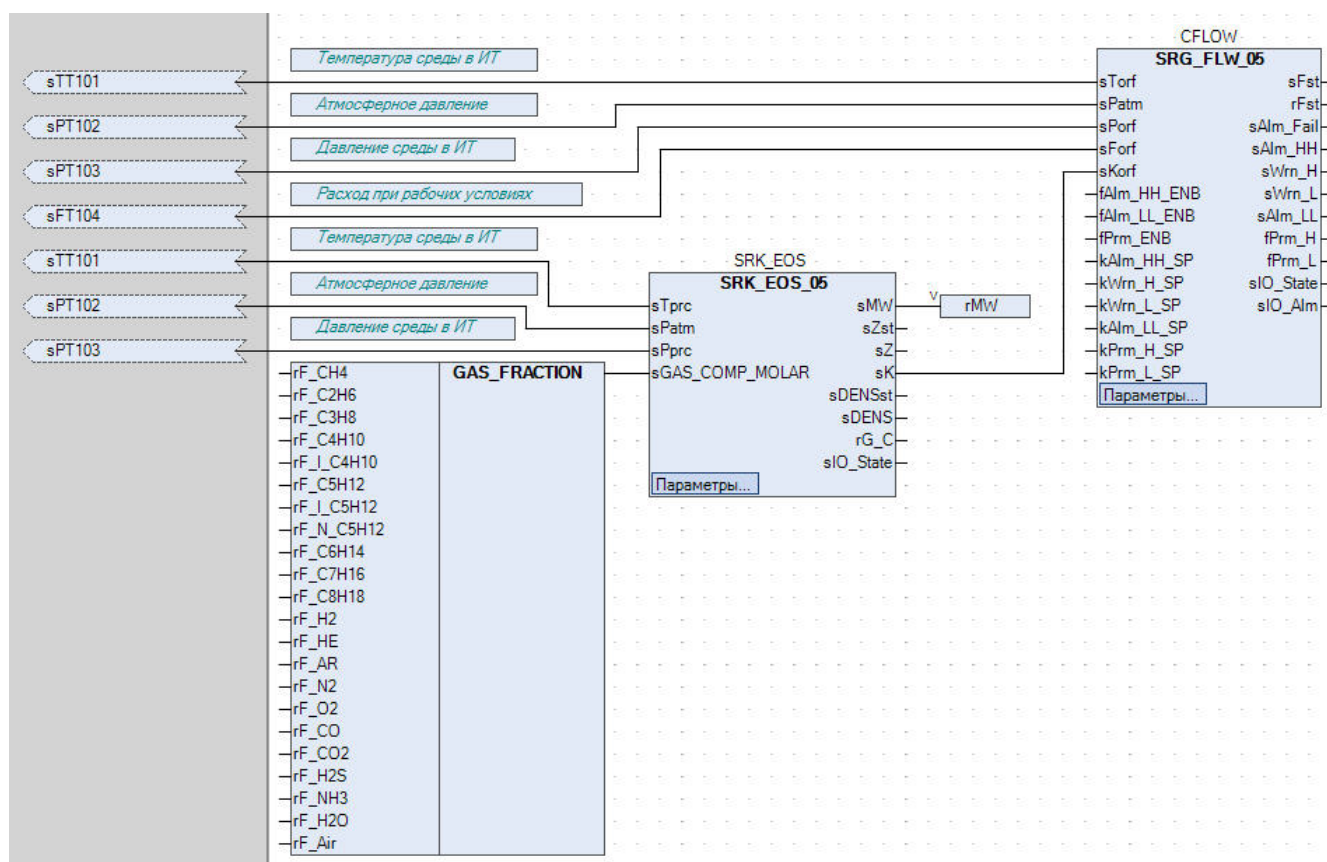 CFLOW
Температура среды в ИТ
SRG_FLW_05
sTT101
sTorf sFst
Атмосферное давление
sPatm rFst
sPT102
sPorf sAlm_Fail
Давление среды в ИТ
sForf sAlm_HH
sPT103
sKorf sWrn_H
Расход при рабочих условиях
fAlm_HH_ENB sWrn_L
sFT104
fAlm_LL_ENB sAlm_LL
Температура среды в ИТ
fPrm_ENB fPrm_H
sTT101
SRK_EOS
kAlm_HH_SP fPrm_L
Атмосферное давление
SRK_EOS_05
kWrn_H_SP sIO_State
sPT102
sTprc sMW
V
rMW
kWrn_L_SP sIO_Alm
Давление среды в ИТ
sPatm sZst
kAlm_LL_SP
sPT103
sPprc sZ
kPrm_H_SP
rF_CH4 GAS_FRACTION
sGAS_COMP_MOLAR sK
kPrm_L_SP
rF_C2H6
sDENSst
Параметры...
rF_C3H8
sDENS
rF_C4H10
rG_C
rF_I_C4H10
sIO_State
rF_C5H12
Параметры...
rF_I_C5H12
rF_N_C5H12
rF_C6H14
rF_C7H16
rF_C8H18
rF_H2
rF_HE
rF_AR
rF_N2
rF_O2
rF_CO
rF_CO2
rF_H2S
rF_NH3
rF_H2O
rF_Air